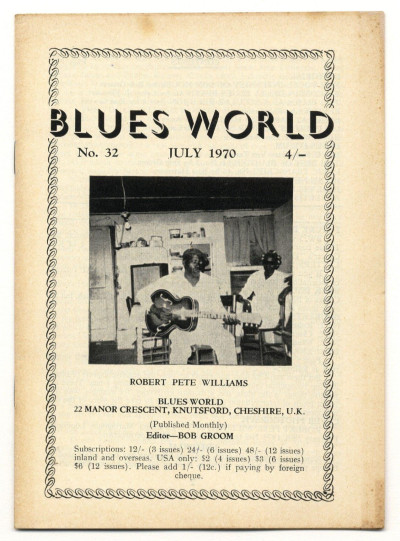 BLUES WORLD
No. 32 JULY 1970 4/-
ROBERT PETE WILLIAMS
BLUES WORLD
22 MANOR CRESCENT, KNUTSFORD, CHESHIRE, U.K.
(Published Monthly)
Editor—BOB GROOM
Subscriptions: 12/- (3 issues) 24/- (6 issues) 48/- (12 issues)
inland and overseas. USA only: $2 (4 issues) $3 (6 issues)
$6 (12 issues). Please add 1/- (12c.) if paying by foreign
cheque.